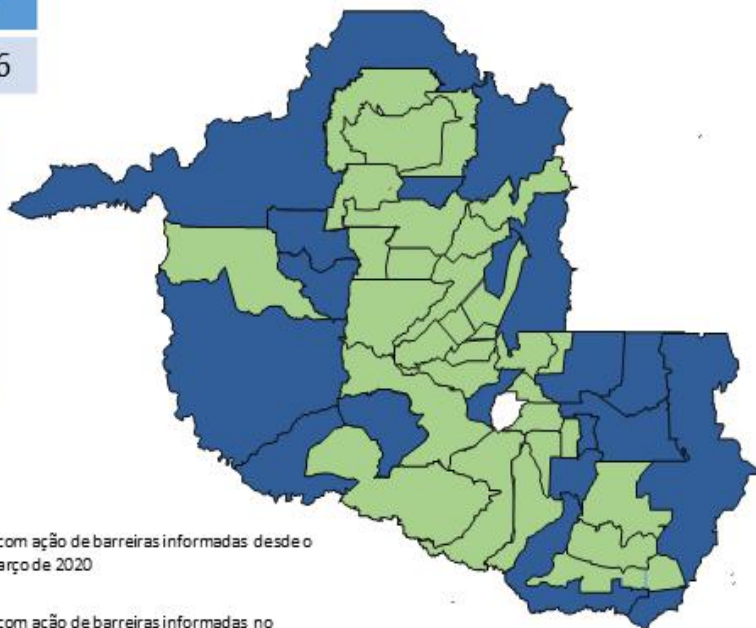 6
com ação de barreiras informadas desde o
arço de 2020
com ação de barreiras informadas no